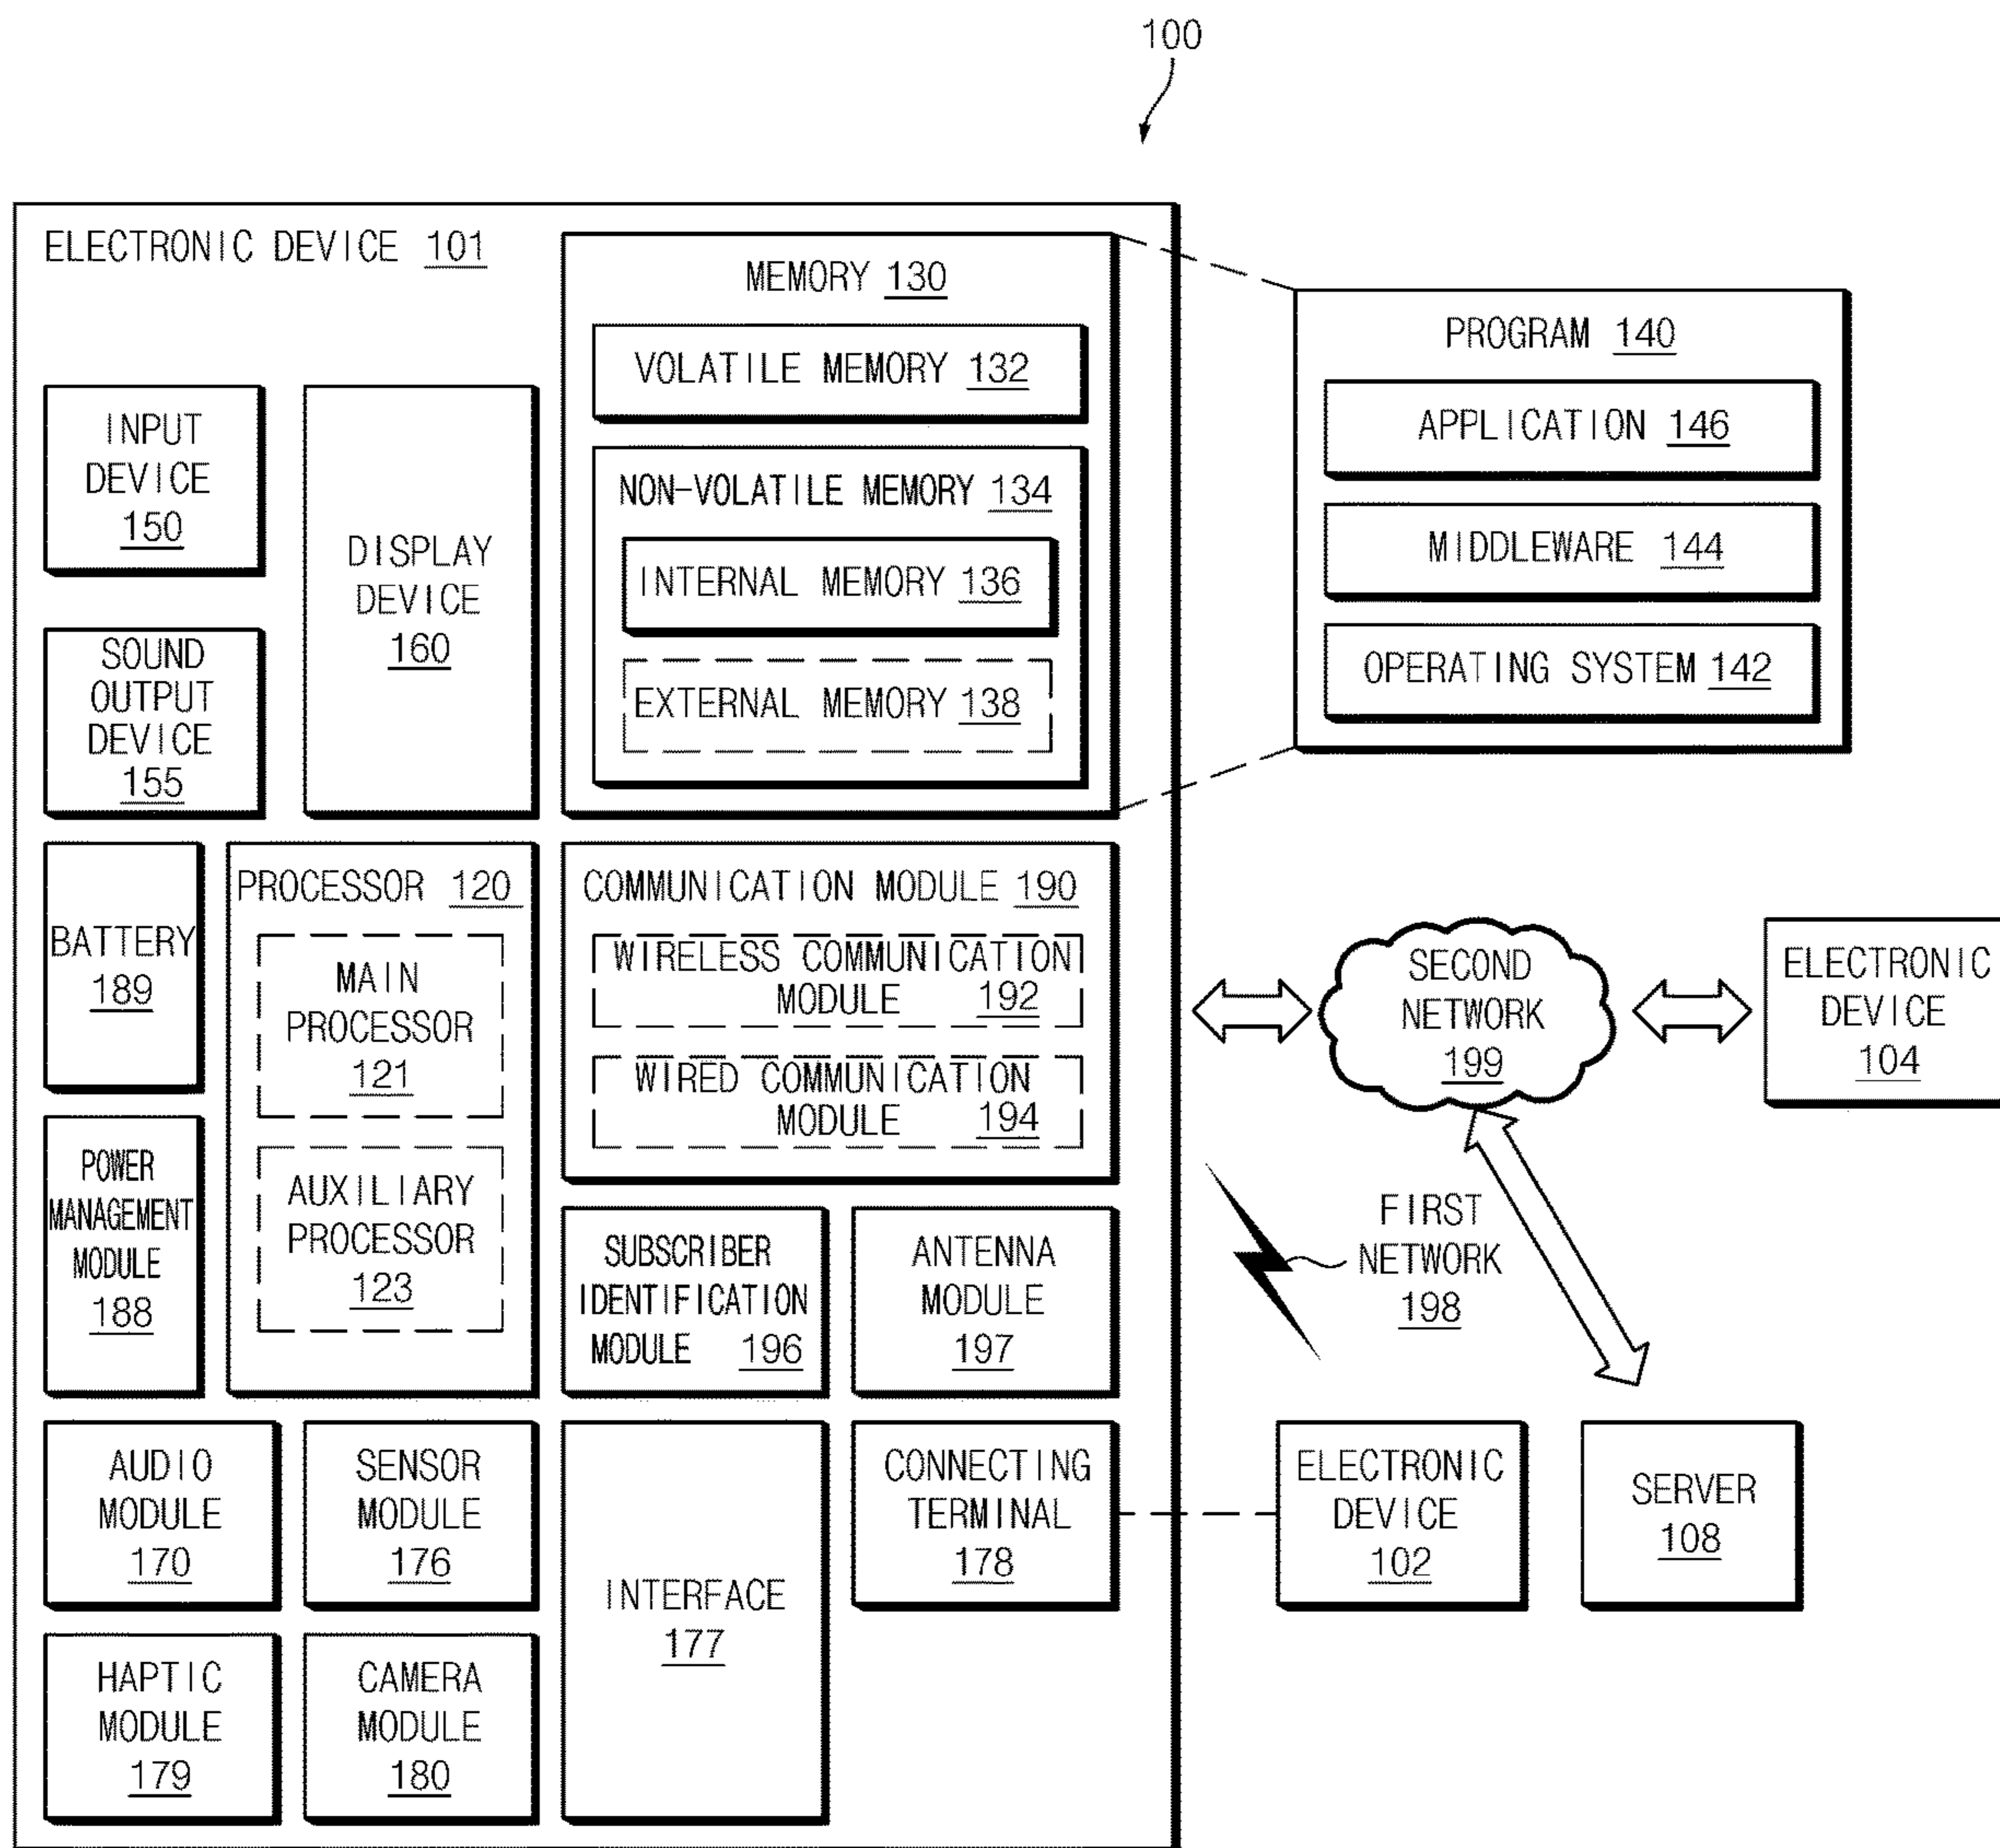 100
ELECTRONIC DEVICE 101
MEMORY 130
VOLATILE MEMORY 132
NON-VOLATILE MEMORY 134
INTERNAL MEMORY 136
EXTERNAL MEMORY 138
PROGRAM 140
APPLICATION 146
MIDDLEWARE 144
OPERATING SYSTEM 142
INPUT
DEVICE
150
SOUND
OUTPUT
DEVICE
155
DISPLAY
DEVICE
160
BATTERY
189
POWER
MANAGEMENT
MODULE
188
PROCESSOR 120
MAIN
PROCESSOR
121
AUXILIARY
PROCESSOR
123
COMMUNICATION MODULE 190
WIRELESS COMMUNICATION
MODULE 192
WIRED COMMUNICATION
MODULE 194
SUBSCRIBER
IDENTIFICATION
MODULE 196
ANTENNA
MODULE
197
SECOND
NETWORK
199
ELECTRONIC
DEVICE
104
FIRST
NETWORK
198
AUDIO
MODULE
170
SENSOR
MODULE
176
INTERFACE
177
CONNECTING
TERMINAL
178
ELECTRONIC
DEVICE
102
SERVER
108
HAPTIC
MODULE
179
CAMERA
MODULE
180